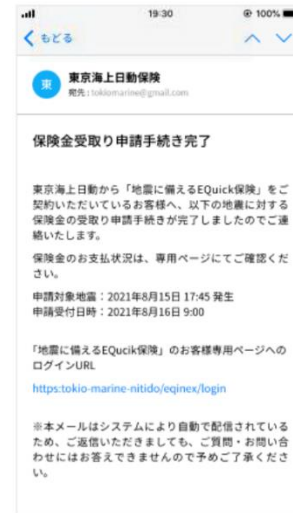 19:30
100%
もどる
東
東京海上日動保険
宛先:tokiomarine@gmail.com
保険金受取り申請手続き完了
東京海上日動から「地震に備えるEQuick保険」をご
契約いただいているお客様へ、以下の地震に対する
保険金の受取り申請手続きが完了しましたのでご連
絡いたします。
保険金のお支払状況は、専用ページにてご確認くだ
さい。
申請対象地震:2021年8月15日 17:45 発生
申請受付日時:2021年8月16日 9:00
「地震に備えるEQucik保険」のお客様専用ページへの
ログインURL
https:tokio-marine-nitido/eqinex/login
※本メールはシステムにより自動で配信されている
ため、ご返信いただきましても、ご質問・お問い合
わせにはお答えできませんので予めご了承くださ
い。